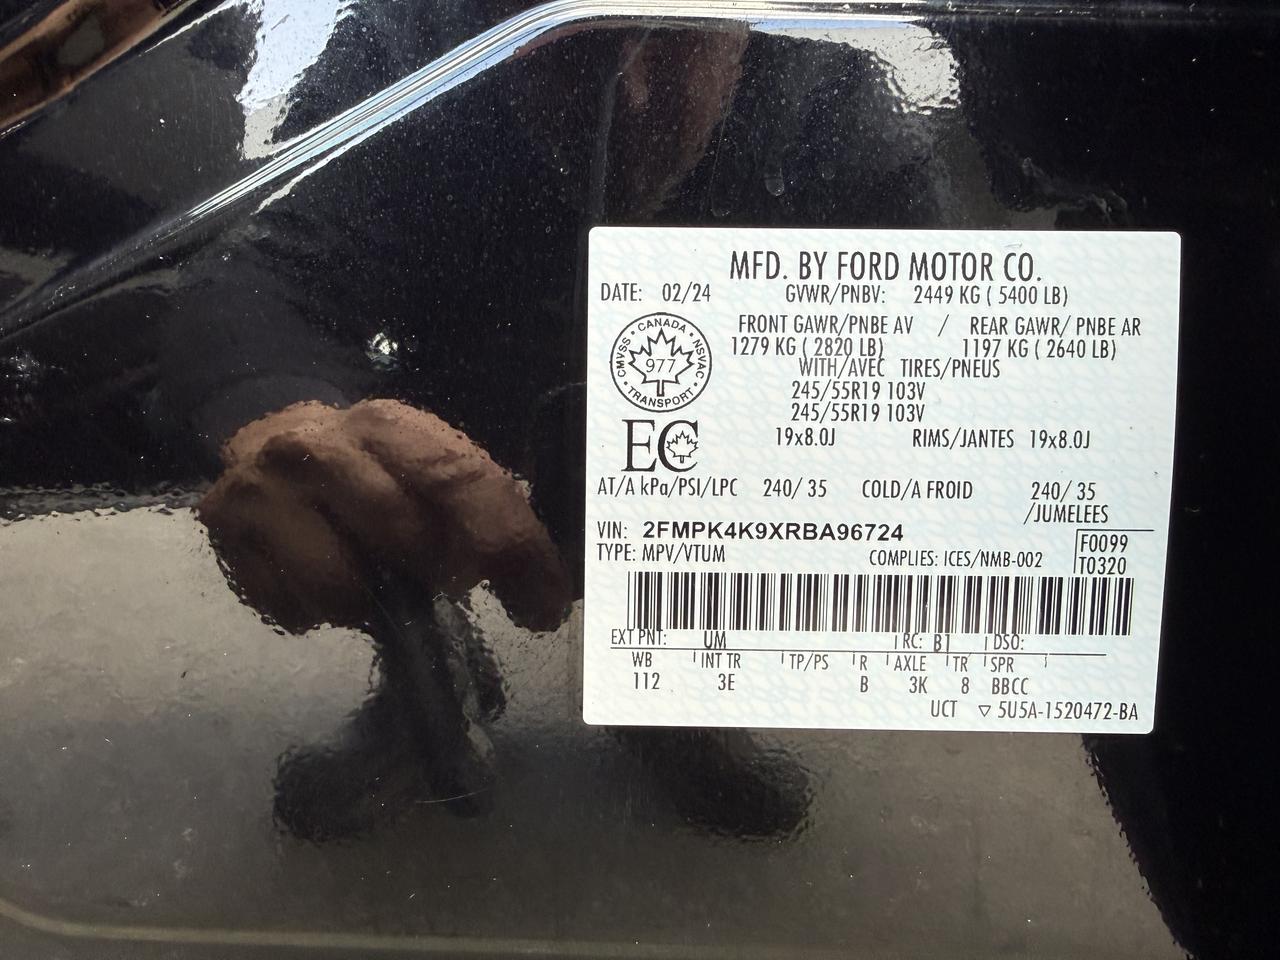 MFD. BY FORD MOTOR CO.
DATE: 02/24 GVWR/PNBV: 2449 KG ( 5400 LB)
FRONT GAWR/PNBE AV / REAR GAWR/ PNBE AR
1279 KG ( 2820 LB) 1197 KG ( 2640 LB)
WITH/AVEC TIRES/PNEUS
245/55R19 103V
245/55R19 103V
19x8.0J RIMS/JANTES 19x8.0J
CANADA
CMVSS NSVAC
977
TRANSPORT
EC
AT/A kPa/PSI/LPC 240/ 35 COLD/A FROID 240/ 35
/JUMELEES
VIN: 2FMPK4K9XRBA96724
F0099
TYPE: MPV/VTUM COMPLIES: ICES/NMB-002
T0320
EXT PNT: UM RC: B1 DSO:
WB INT TR TP/PS R AXLE TR SPR
112 3E B 3K 8 BBCC
UCT ▽ 5U5A-1520472-BA